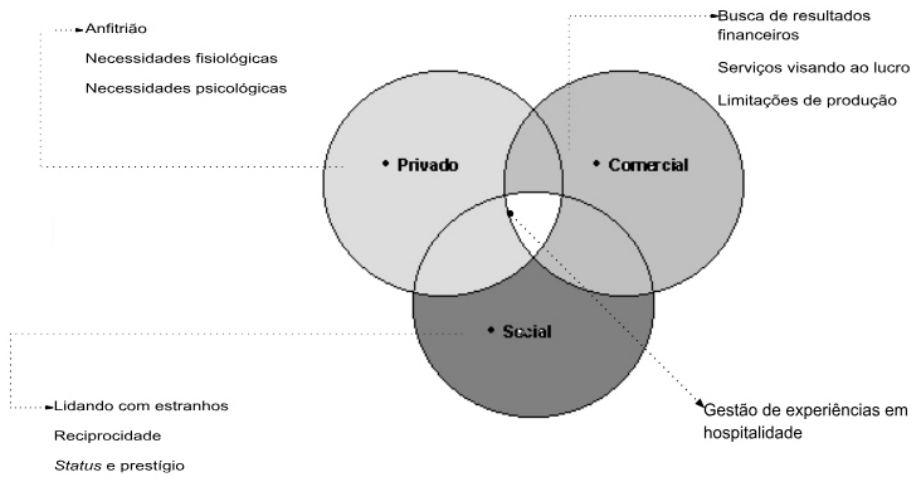 Anfitrião
Necessidades fisiológicas
Necessidades psicológicas
Busca de resultados
financeiros
Serviços visando ao lucro
Limitações de produção
• Privado
• Comercial
• Social
Lidando com estranhos
Reciprocidade
Status e prestígio
Gestão de experiências em
hospitalidade